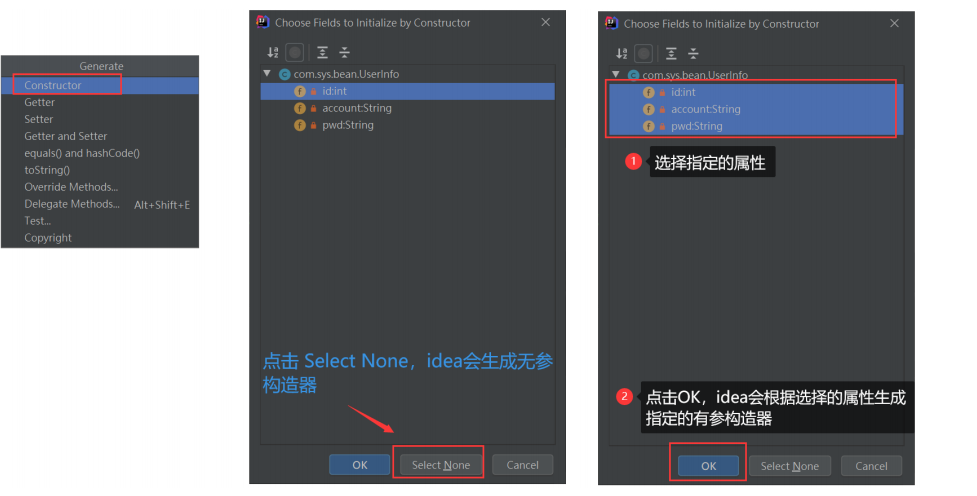 Generate
Constructor
Getter
Setter
Getter and Setter
equals() and hashCode()
toString()
Override Methods...
Delegate Methods... Alt+Shift+E
Test...
Copyright
Choose Fields to Initialize by Constructor
com.sys.bean.UserInfo
id:int
account:String
pwd:String
点击 Select None，idea会生成无参
构造器
OK Select None Cancel
Choose Fields to Initialize by Constructor
com.sys.bean.UserInfo
id:int
account:String
pwd:String
1 选择指定的属性
2 点击OK，idea会根据选择的属性生成
指定的有参构造器
OK Select None Cancel